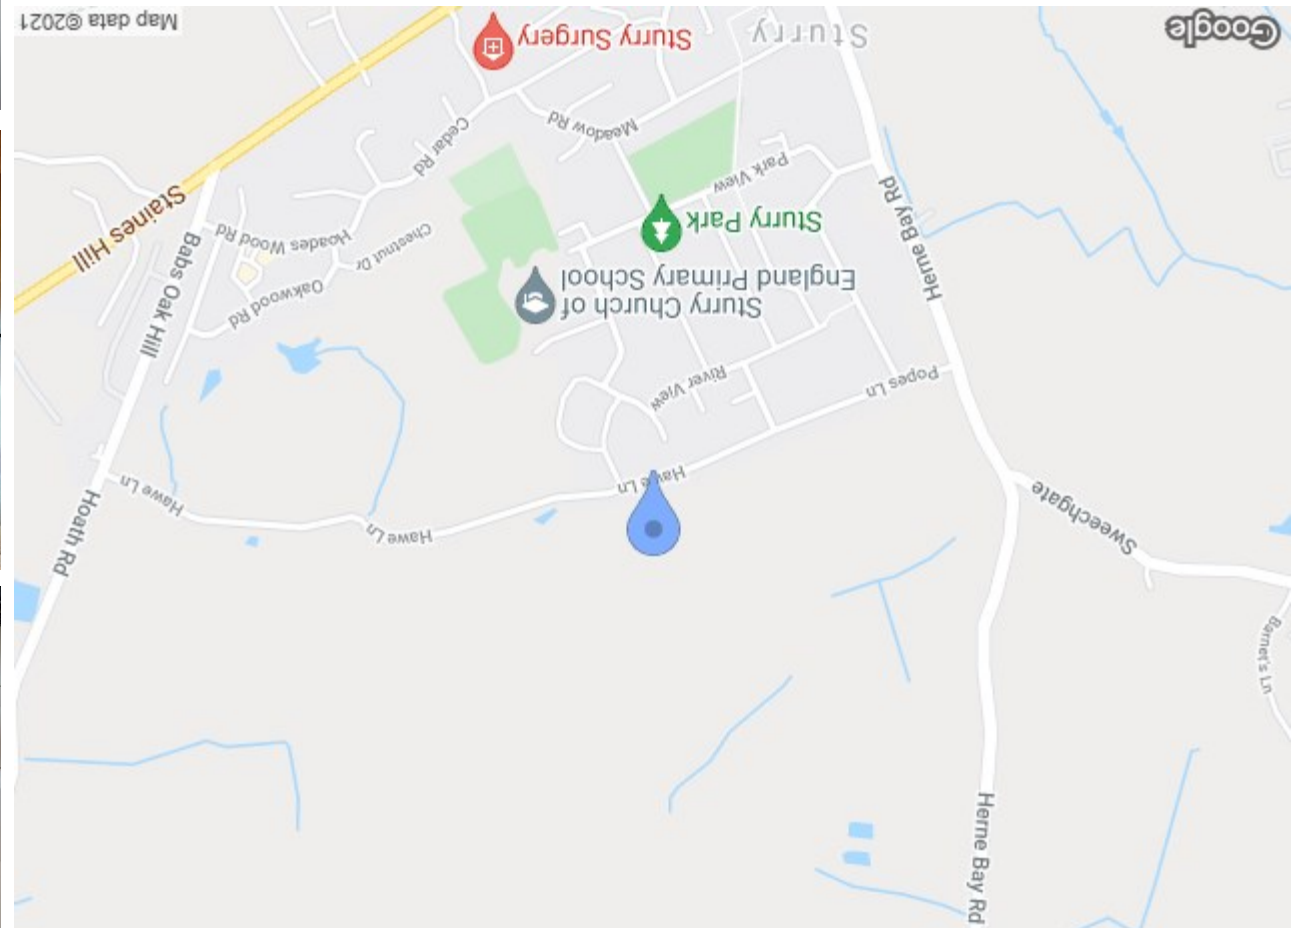 Herne Bay Rd
Barnet's Ln
Sweechgate
Hoath Rd
Hawe Ln
Hawe Ln
Hawe Ln
Popes Ln
River View
Babs Oak Hill
Oakwood Rd
Sturry Church of
England Primary School
Herne Bay Rd
Chestnut Dr
Hoades Wood Rd
Staines Hill
Sturry Park
Park View
Cedar Rd
Meadow Rd
Sturry Surgery
Sturry
Google
Map data ©2021